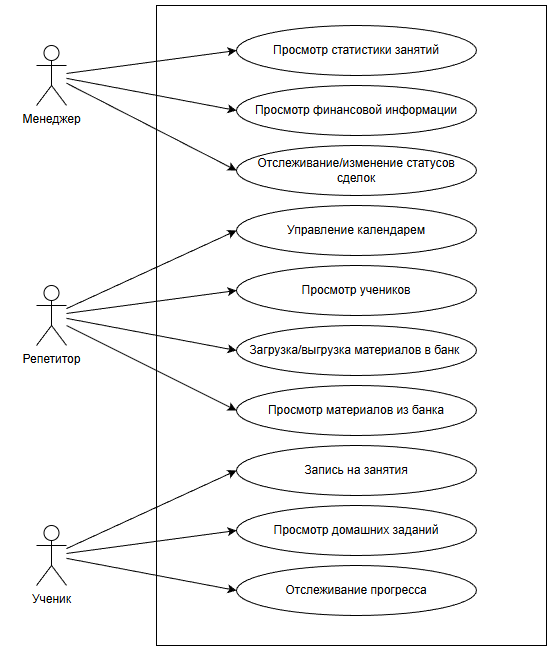 Просмотр статистики занятий
Менеджер
Просмотр финансовой информации
Отслеживание/изменение статусов
сделок
Управление календарем
Просмотр учеников
Репетитор
Загрузка/выгрузка материалов в банк
Просмотр материалов из банка
Запись на занятия
Просмотр домашних заданий
Ученик
Отслеживание прогресса